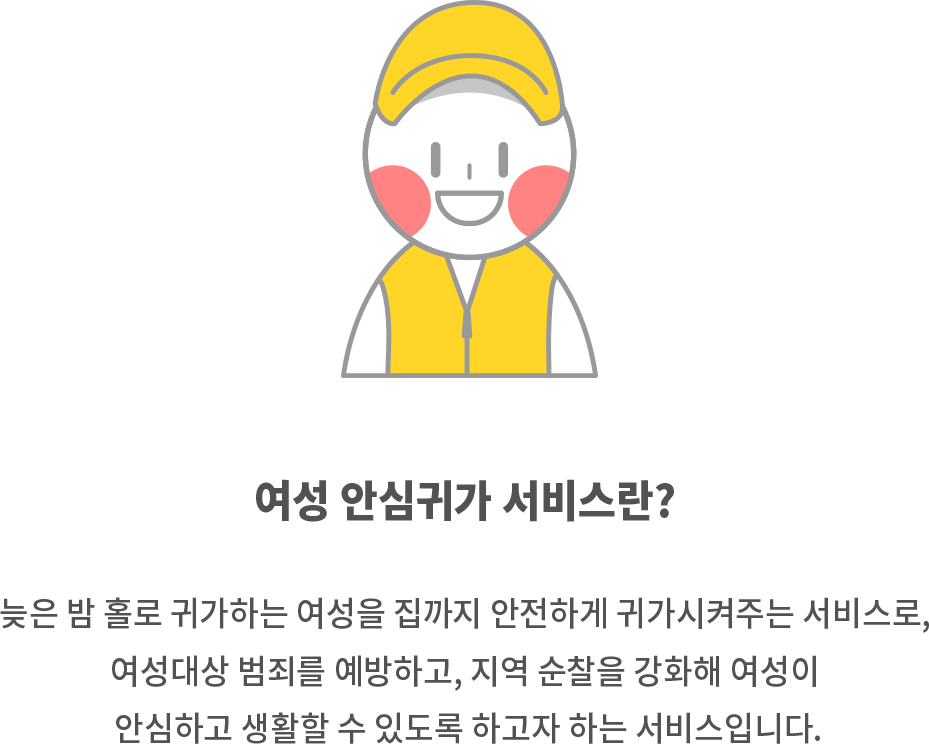 여성 안심귀가 서비스란?
늦은 밤 홀로 귀가하는 여성을 집까지 안전하게 귀가시켜주는 서비스로,
여성대상 범죄를 예방하고, 지역 순찰을 강화해 여성이
안심하고 생활할 수 있도록 하고자 하는 서비스입니다.